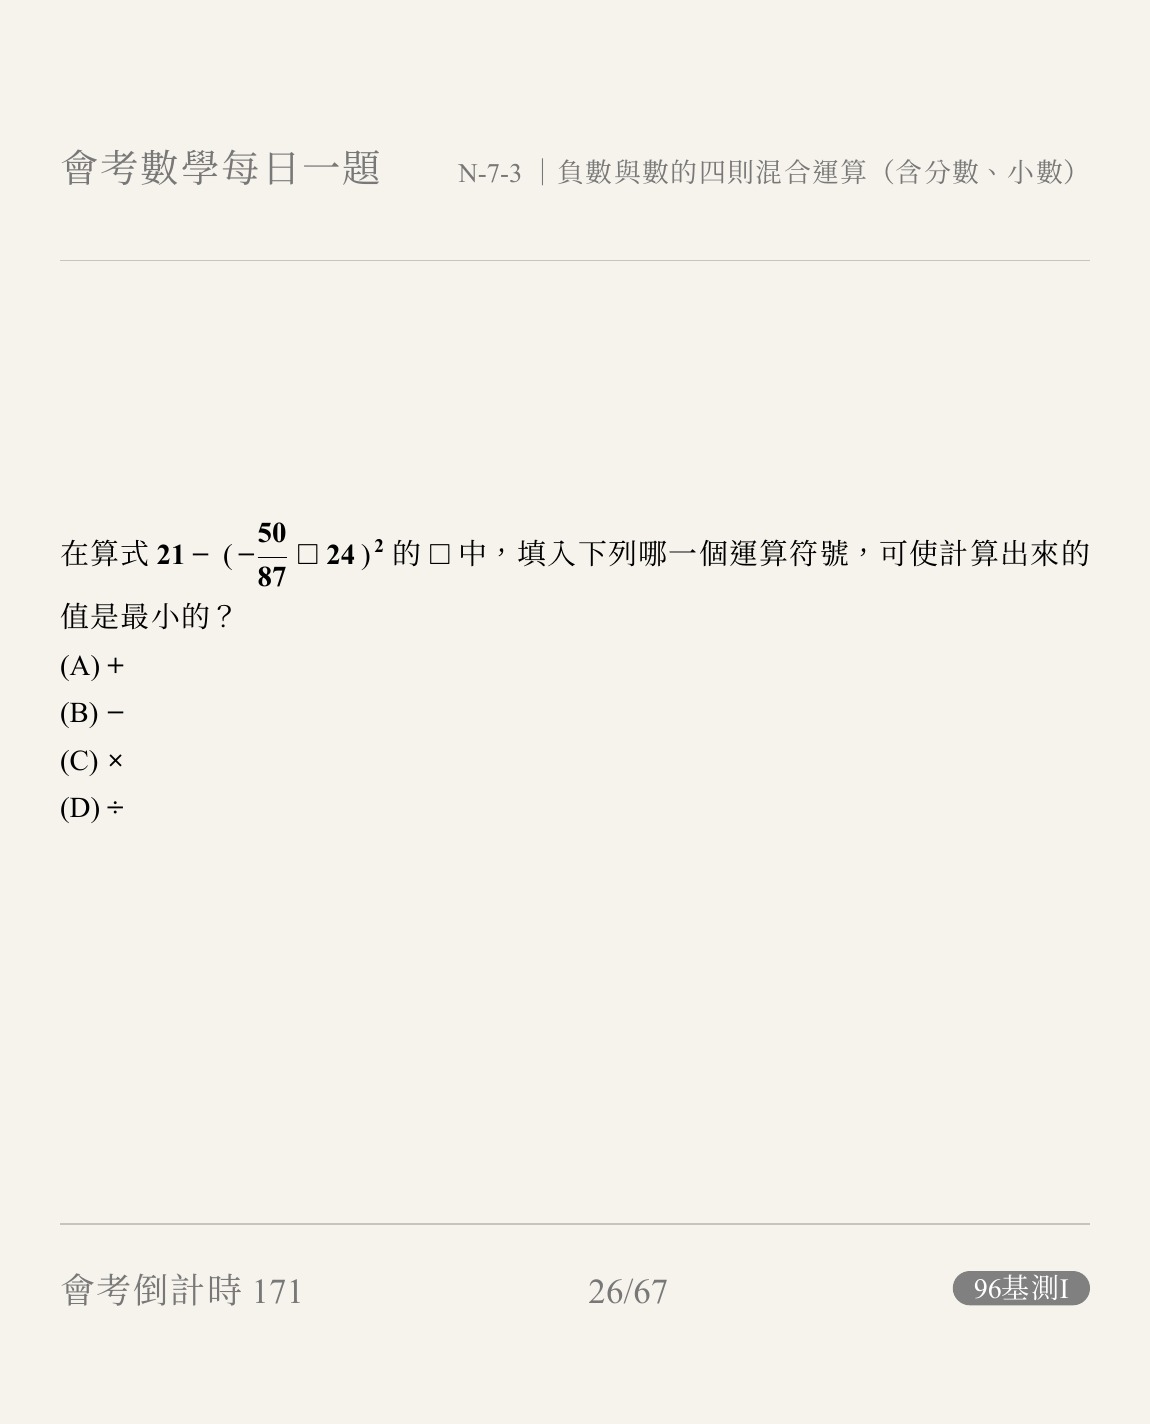 會考數學每日一題
N-7-3｜負數與數的四則混合運算（含分數、小數）
在算式 21－（－50/87 □ 24）² 的 □ 中，填入下列哪一個運算符號，可使計算出來的
值是最小的？
(A)＋
(B)－
(C)×
(D)÷
會考倒計時 171
26/67
96基測I